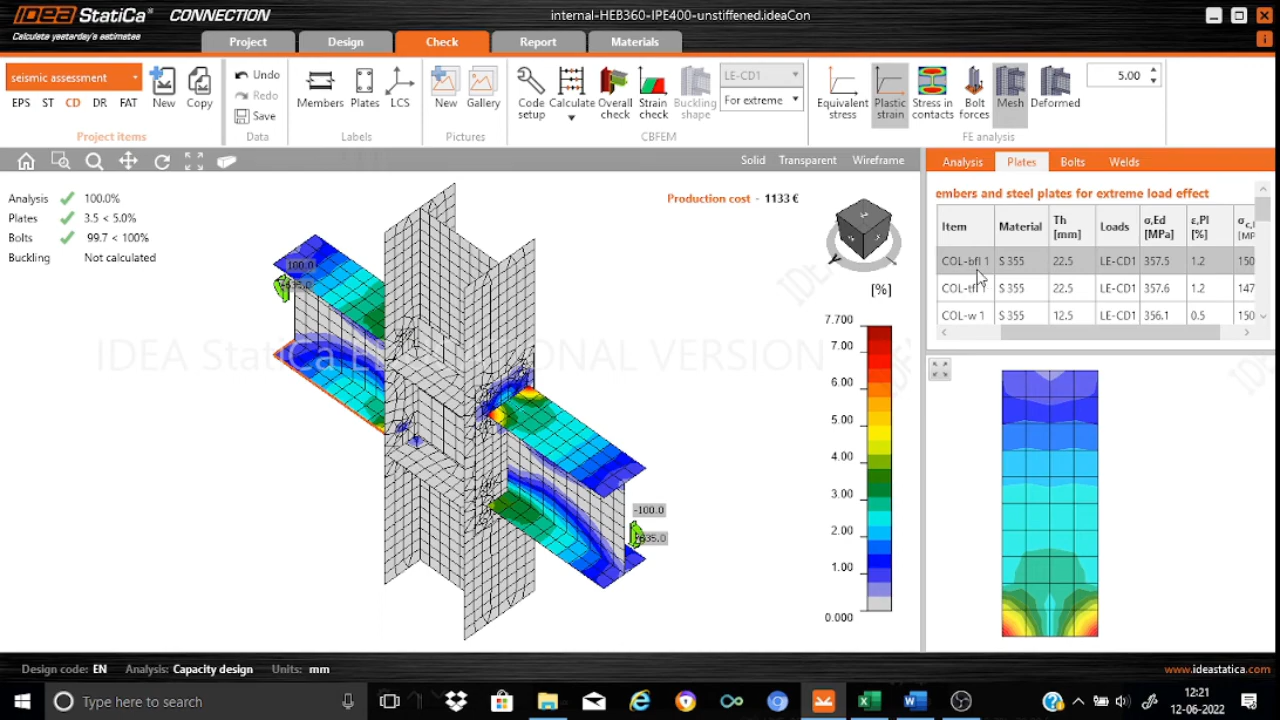 IDEA StatiCa® CONNECTION
Calculate yesterday's estimates
internal-HEB360-IPE400-unstiffened.ideaCon
Project Design Check Report Materials
seismic assessment
EPS ST CD DR FAT
New Copy
Project items
Undo
Redo
Save
Data
Members Plates LCS
Labels
New Gallery
Pictures
Code setup Calculate Overall check Strain check Buckling shape
LE-CD1
For extreme
CBFEM
Equivalent stress Plastic strain Stress in contacts Bolt forces Mesh Deformed
5.00
FE analysis
Solid Transparent Wireframe
Analysis 100.0%
Plates 3.5 < 5.0%
Bolts 99.7 < 100%
Buckling Not calculated
Production cost - 1133 €
[%]
7.700
7.00
6.00
5.00
4.00
3.00
2.00
1.00
0.000
100.0
-635.0
-100.0
635.0
IDEA StatiCa
VERSION
Analysis Plates Bolts Welds
embers and steel plates for extreme load effect
Item Material Th [mm] Loads σ,Ed [MPa] ε,Pl [%]
COL-bfl 1 S 355 22.5 LE-CD1 357.5 1.2 150
COL-tfl S 355 22.5 LE-CD1 357.6 1.2 147
COL-w 1 S 355 12.5 LE-CD1 356.1 0.5 150
Design code: EN Analysis: Capacity design Units: mm
www.ideastatica.com
Type here to search
12:21
12-06-2022